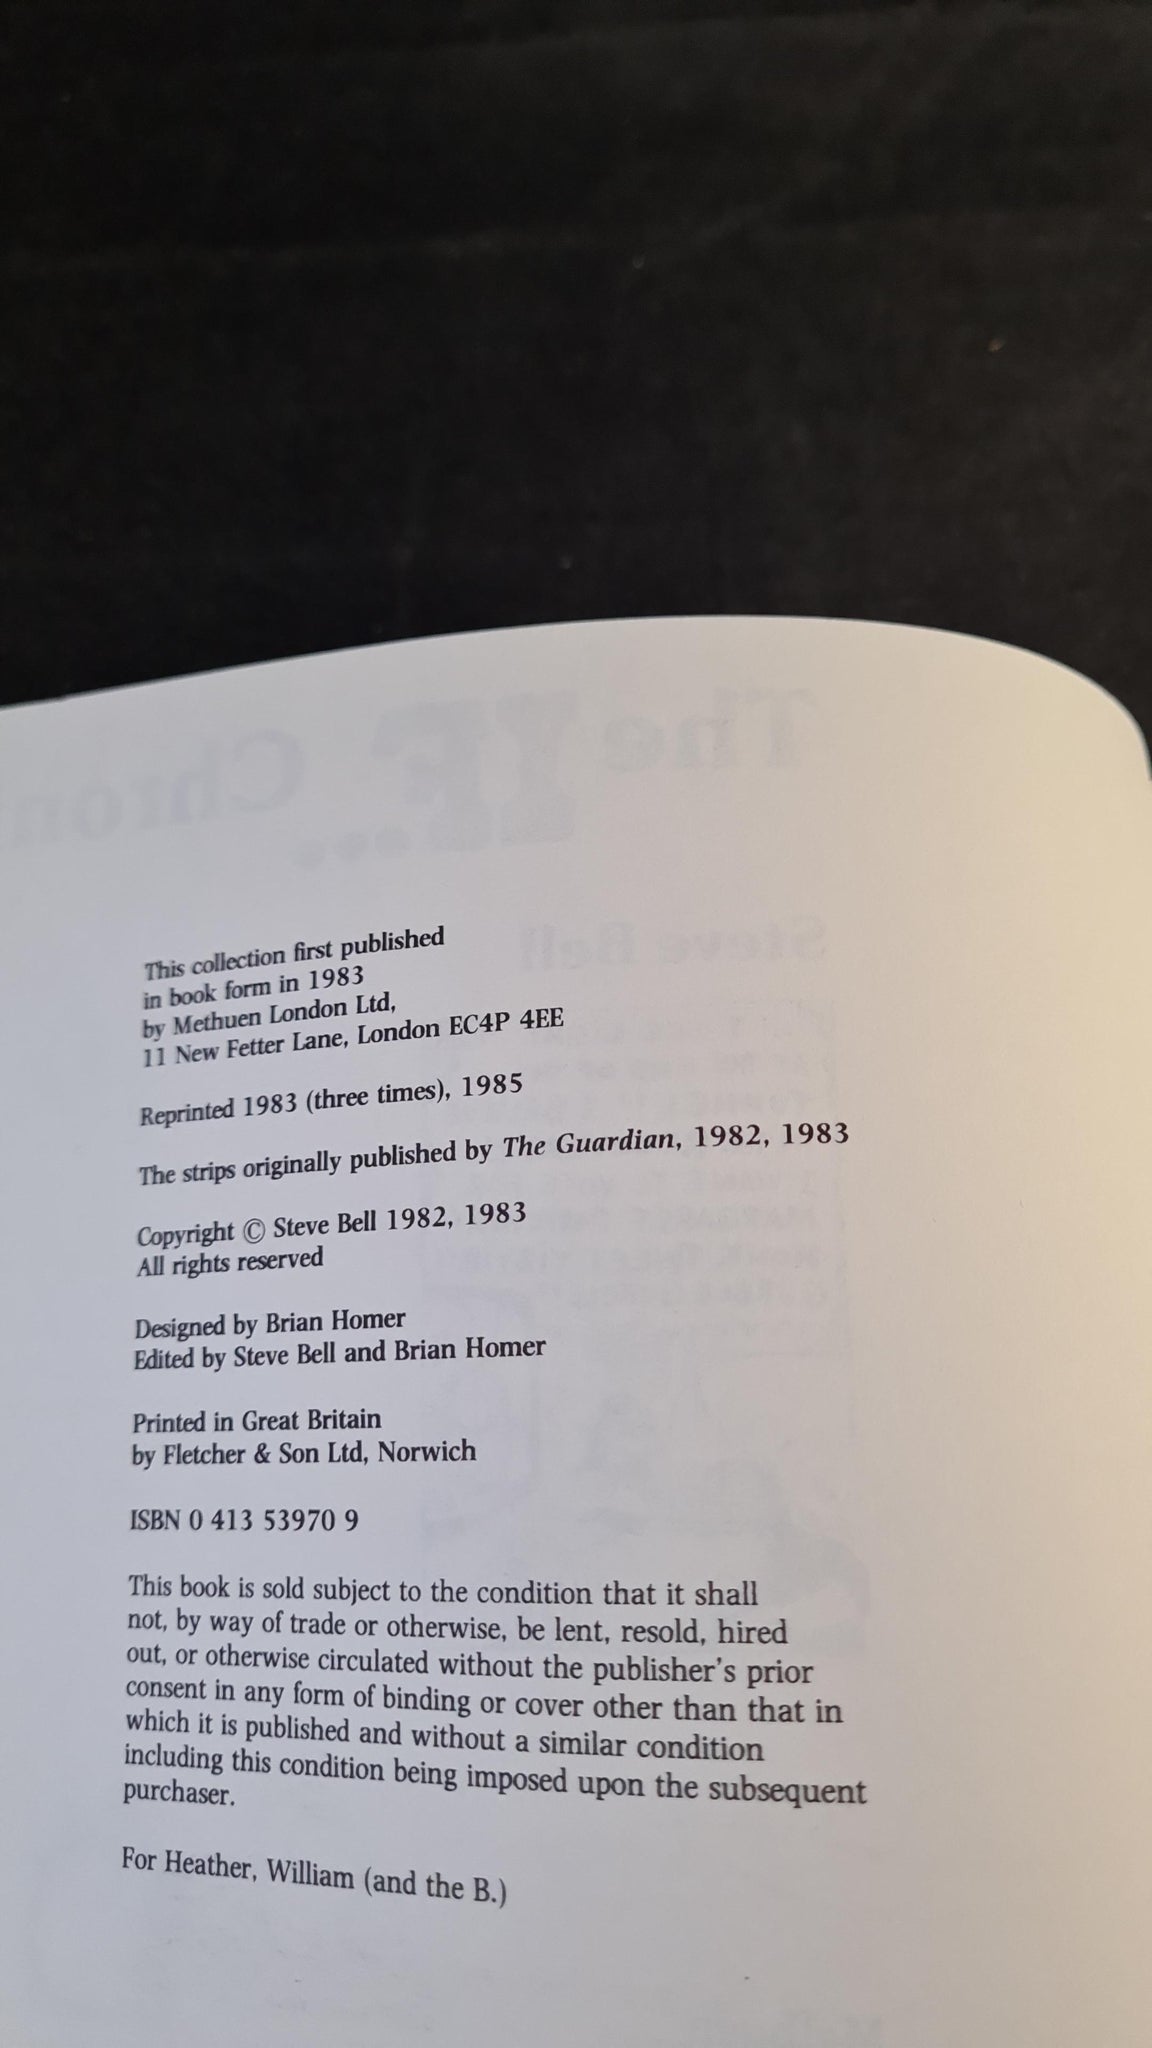 This collection first published
in book form in 1983
by Methuen London Ltd,
11 New Fetter Lane, London EC4P 4EE
Reprinted 1983 (three times), 1985
The strips originally published by The Guardian, 1982, 1983
Copyright © Steve Bell 1982, 1983
All rights reserved
Designed by Brian Homer
Edited by Steve Bell and Brian Homer
Printed in Great Britain
by Fletcher & Son Ltd, Norwich
ISBN 0 413 53970 9
This book is sold subject to the condition that it shall
not, by way of trade or otherwise, be lent, resold, hired
out, or otherwise circulated without the publisher's prior
consent in any form of binding or cover other than that in
which it is published and without a similar condition
including this condition being imposed upon the subsequent
purchaser.
For Heather, William (and the B.)